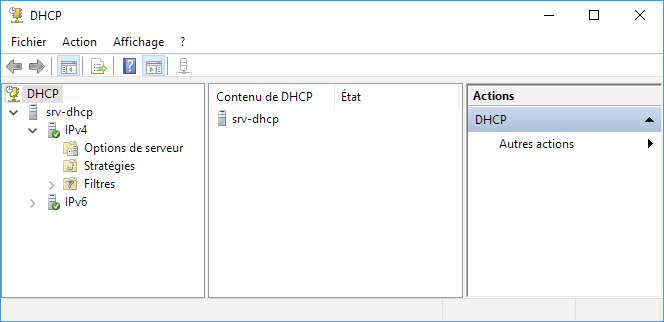 DHCP
Fichier Action Affichage ?
DHCP
srv-dhcp
IPv4
Options de serveur
Stratégies
Filtres
IPv6
Contenu de DHCP État
srv-dhcp
Actions
DHCP
Autres actions